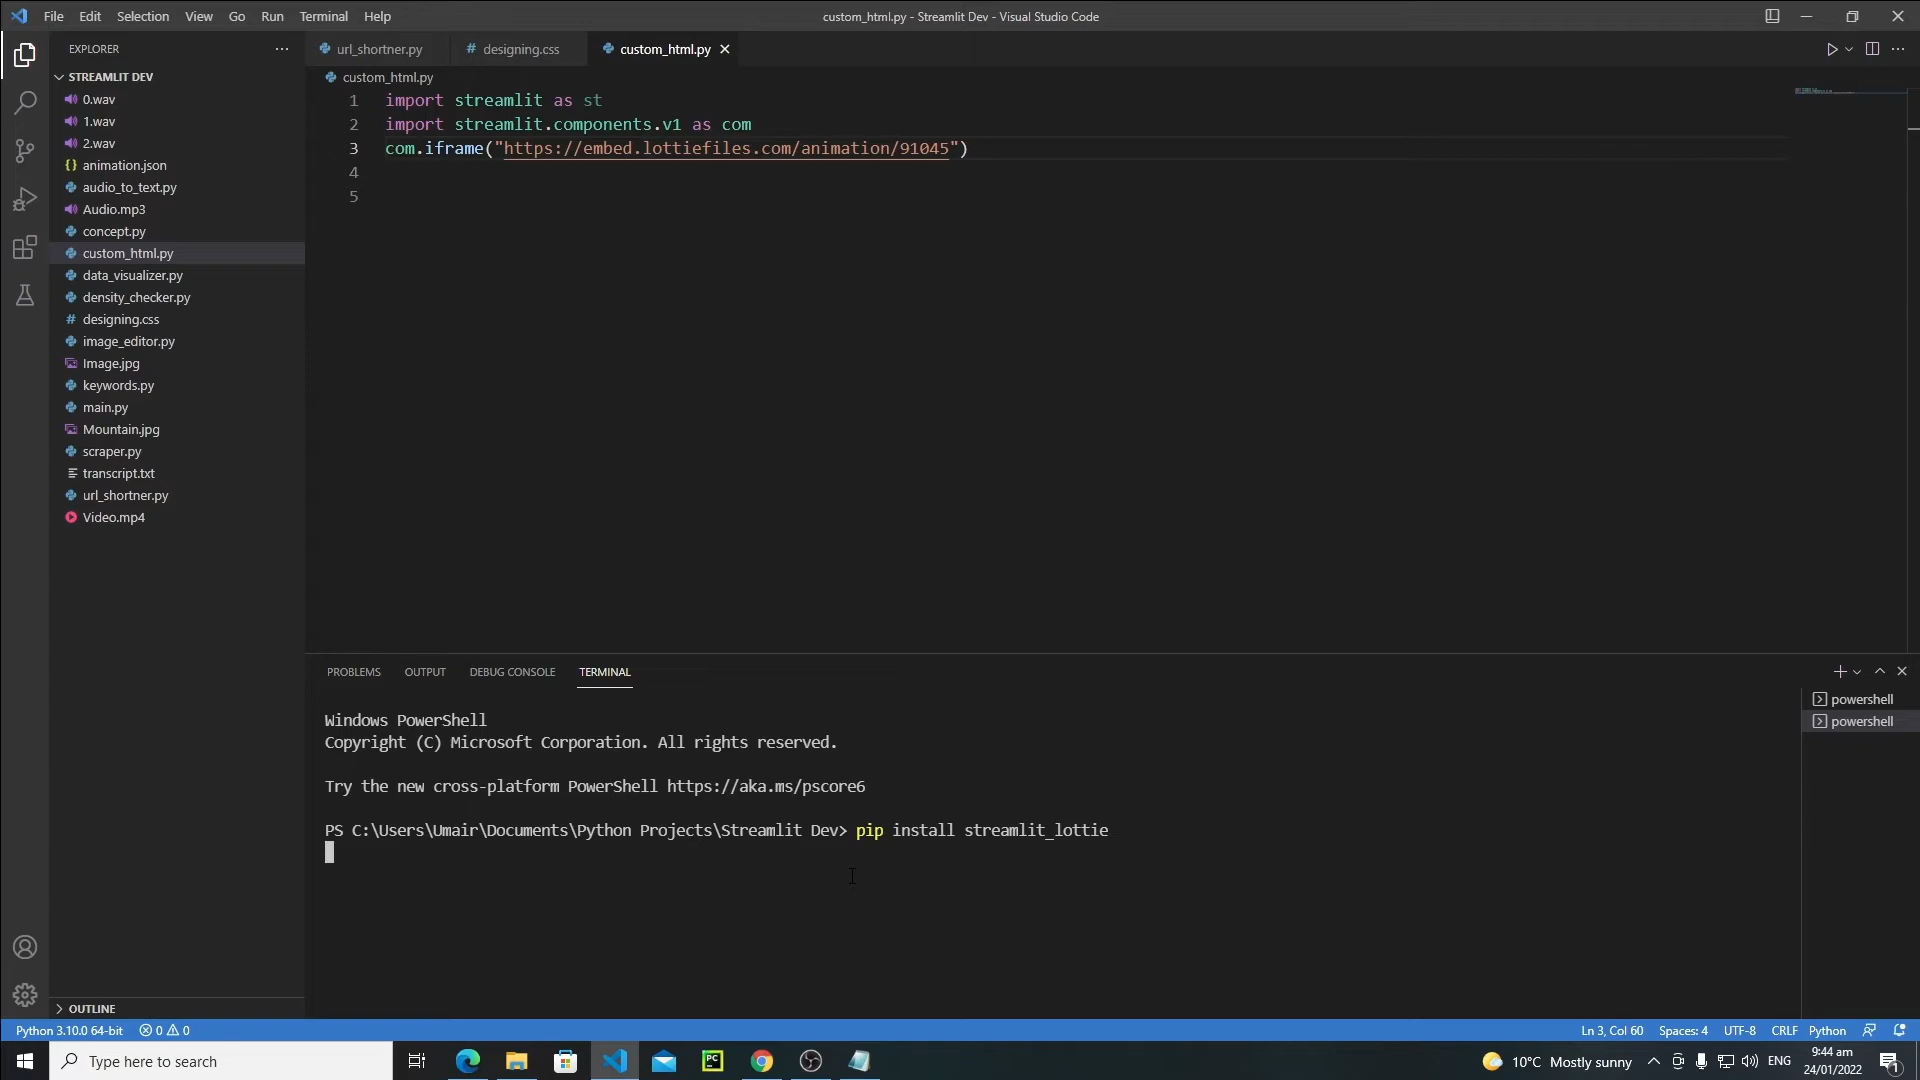 File Edit Selection View Go Run Terminal Help
custom_html.py - Streamlit Dev - Visual Studio Code
EXPLORER
STREAMLIT DEV
0.wav
1.wav
2.wav
{} animation.json
audio_to_text.py
Audio.mp3
concept.py
custom_html.py
data_visualizer.py
density_checker.py
# designing.css
image_editor.py
Image.jpg
keywords.py
main.py
Mountain.jpg
scraper.py
transcript.txt
url_shortner.py
Video.mp4
OUTLINE
url_shortner.py
# designing.css
custom_html.py
custom_html.py
1 import streamlit as st
2 import streamlit.components.v1 as com
3 com.iframe("https://embed.lottiefiles.com/animation/91045")
4
5
PROBLEMS OUTPUT DEBUG CONSOLE TERMINAL
Windows PowerShell
Copyright (C) Microsoft Corporation. All rights reserved.
Try the new cross-platform PowerShell https://aka.ms/pscore6
PS C:\Users\Umair\Documents\Python Projects\Streamlit Dev> pip install streamlit_lottie
powershell
powershell
Python 3.10.0 64-bit 0 0
Ln 3, Col 60 Spaces: 4 UTF-8 CRLF Python
Type here to search
PC
10°C Mostly sunny
ENG
9:44 am
24/01/2022
1